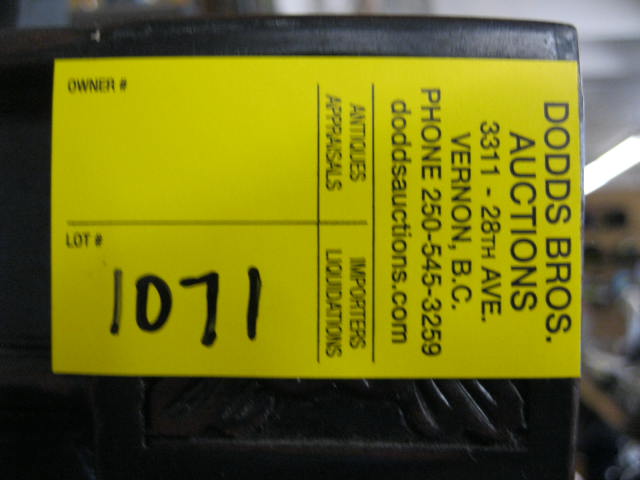 DODDS BROS.
AUCTIONS
3311 - 28TH AVE.
VERNON, B.C.
PHONE 250-545-3259
doddsauctions.com
ANTIQUES IMPORTERS
APPRAISALS LIQUIDATIONS
OWNER #
LOT #
1071